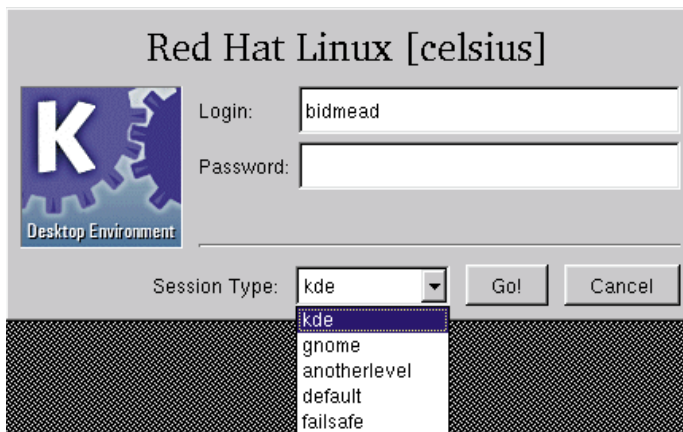 Red Hat Linux [celsius]
K
Desktop Environment
Login: bidmead
Password:
Session Type: kde Go! Cancel
kde
gnome
anotherlevel
default
failsafe